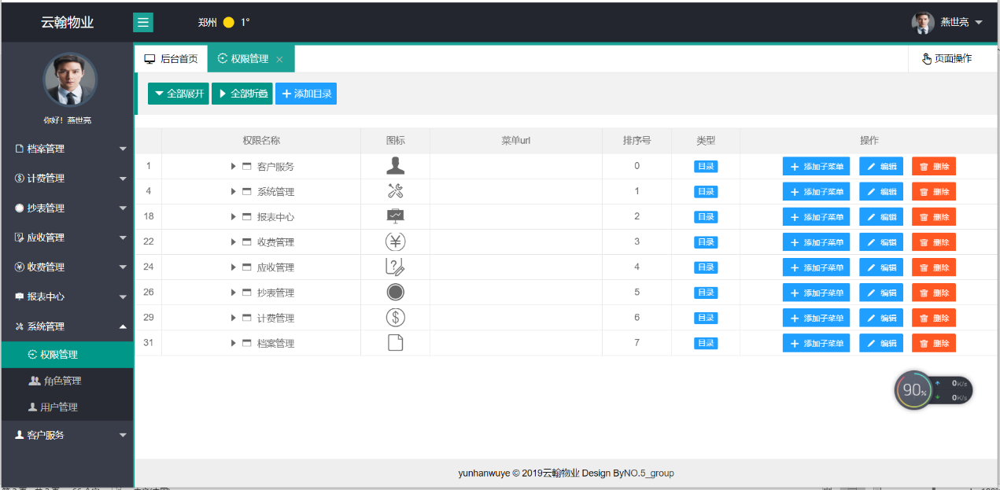 云翰物业
郑州 1°
燕世亮
你好！燕世亮
档案管理
计费管理
抄表管理
应收管理
收费管理
报表中心
系统管理
权限管理
角色管理
用户管理
客户服务
后台首页 权限管理 ×
页面操作
全部展开 全部折叠 添加目录
权限名称 图标 菜单url 排序号 类型 操作
1 客户服务 0 目录 添加子菜单 编辑 删除
4 系统管理 1 目录 添加子菜单 编辑 删除
18 报表中心 2 目录 添加子菜单 编辑 删除
22 收费管理 3 目录 添加子菜单 编辑 删除
24 应收管理 4 目录 添加子菜单 编辑 删除
26 抄表管理 5 目录 添加子菜单 编辑 删除
29 计费管理 6 目录 添加子菜单 编辑 删除
31 档案管理 7 目录 添加子菜单 编辑 删除
90%
0K/s
0K/s
yunhanwuye © 2019云翰物业 Design ByNO.5_group